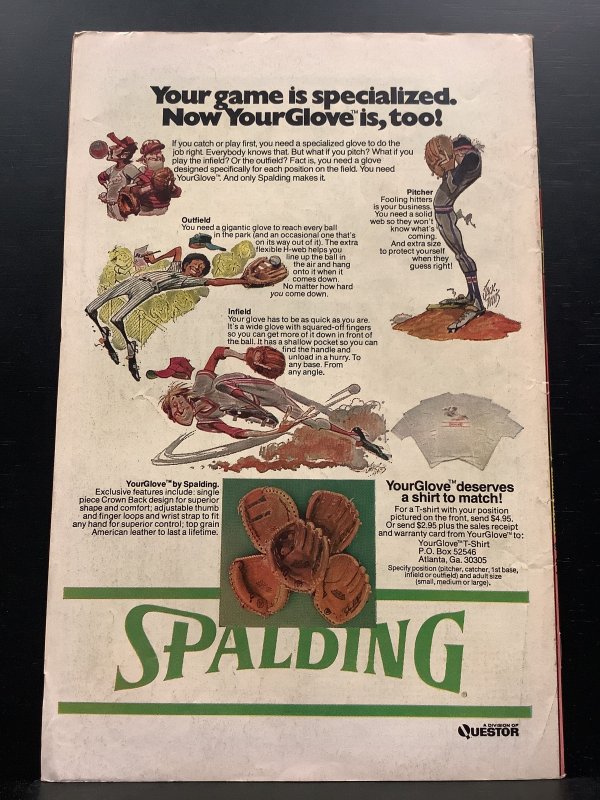 Your game is specialized.
Now YourGlove™ is, too!
If you catch or play first, you need a specialized glove to do the
job right. Everybody knows that. But what if you pitch? What if you
play the infield? Or the outfield? Fact is, you need a glove
designed specifically for each position on the field. You need
YourGlove™. And only Spalding makes it.
Pitcher
Fooling hitters
is your business.
You need a solid
web so they won't
know what's
coming.
And extra size
to protect yourself
when they
guess right!
Outfield
You need a gigantic glove to reach every ball
in the park (and an occasional one that's
on its way out of it). The extra
flexible H-web helps you
line up the ball in
the air and hang
onto it when it
comes down.
No matter how hard
you come down.
Infield
Your glove has to be as quick as you are.
It's a wide glove with squared-off fingers
so you can get more of it down in front of
the ball. It has a shallow pocket so you can
find the handle and
unload in a hurry. To
any base. From
any angle.
YourGlove™ by Spalding.
Exclusive features include: single
piece Crown Back design for superior
shape and comfort; adjustable thumb
and finger loops and wrist strap to fit
any hand for superior control; top grain
American leather to last a lifetime.
YourGlove™ deserves
a shirt to match!
For a T-shirt with your position
pictured on the front, send $4.95.
Or send $2.95 plus the sales receipt
and warranty card from YourGlove™ to:
YourGlove™ T-Shirt
P.O. Box 52546
Atlanta, Ga. 30305
Specify position (pitcher, catcher, 1st base,
infield or outfield) and adult size
(small, medium or large).
SPALDING®
A DIVISION OF
QUESTOR